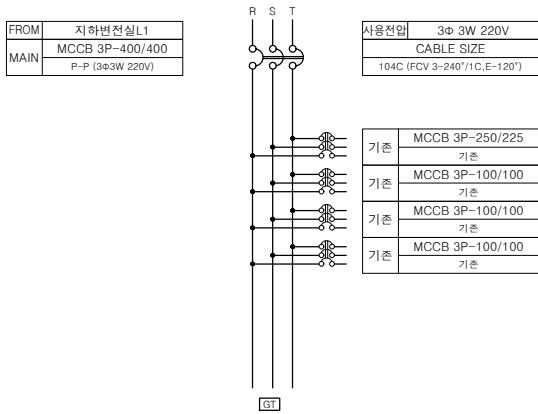 R S T
FROM 지하변전실L1
MAIN MCCB 3P-400/400
P-P (3Φ3W 220V)
사용전압 3Φ 3W 220V
CABLE SIZE
104C (FCV 3-240°/1C,E-120°)
기존 MCCB 3P-250/225
기존
기존 MCCB 3P-100/100
기존
기존 MCCB 3P-100/100
기존
기존 MCCB 3P-100/100
기존
GT